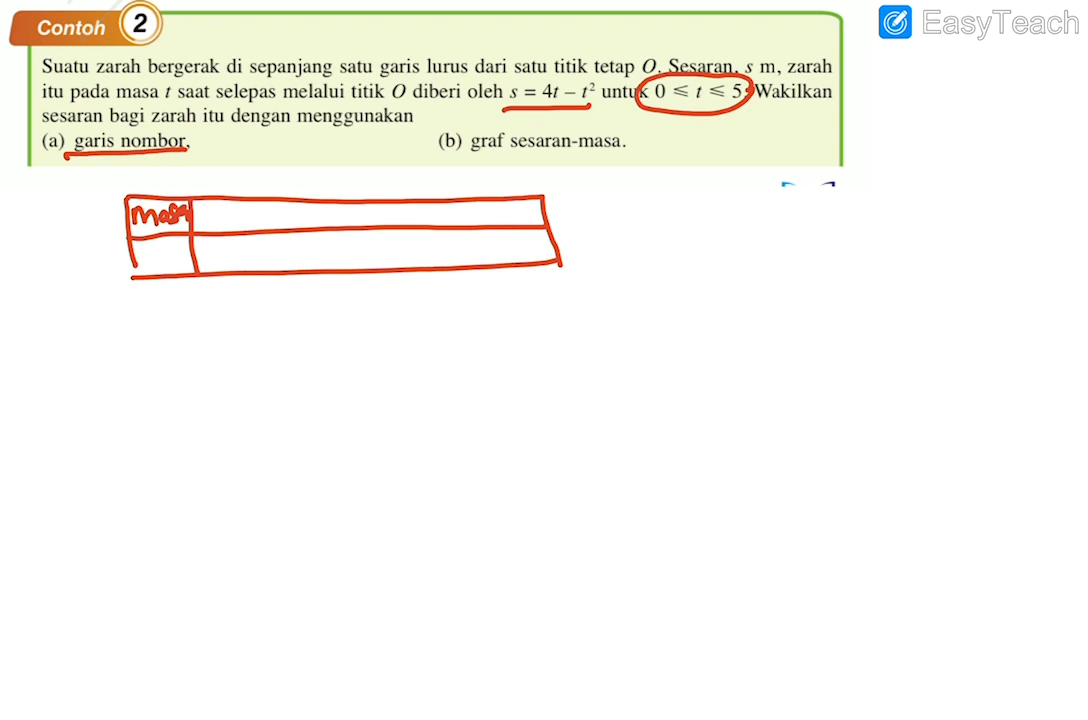 Contoh 2
EasyTeach
Suatu zarah bergerak di sepanjang satu garis lurus dari satu titik tetap O. Sesaran, s m, zarah
itu pada masa t saat selepas melalui titik O diberi oleh s = 4t – t² untuk 0 ⩽ t ⩽ 5. Wakilkan
sesaran bagi zarah itu dengan menggunakan
(a) garis nombor, (b) graf sesaran-masa.
masa